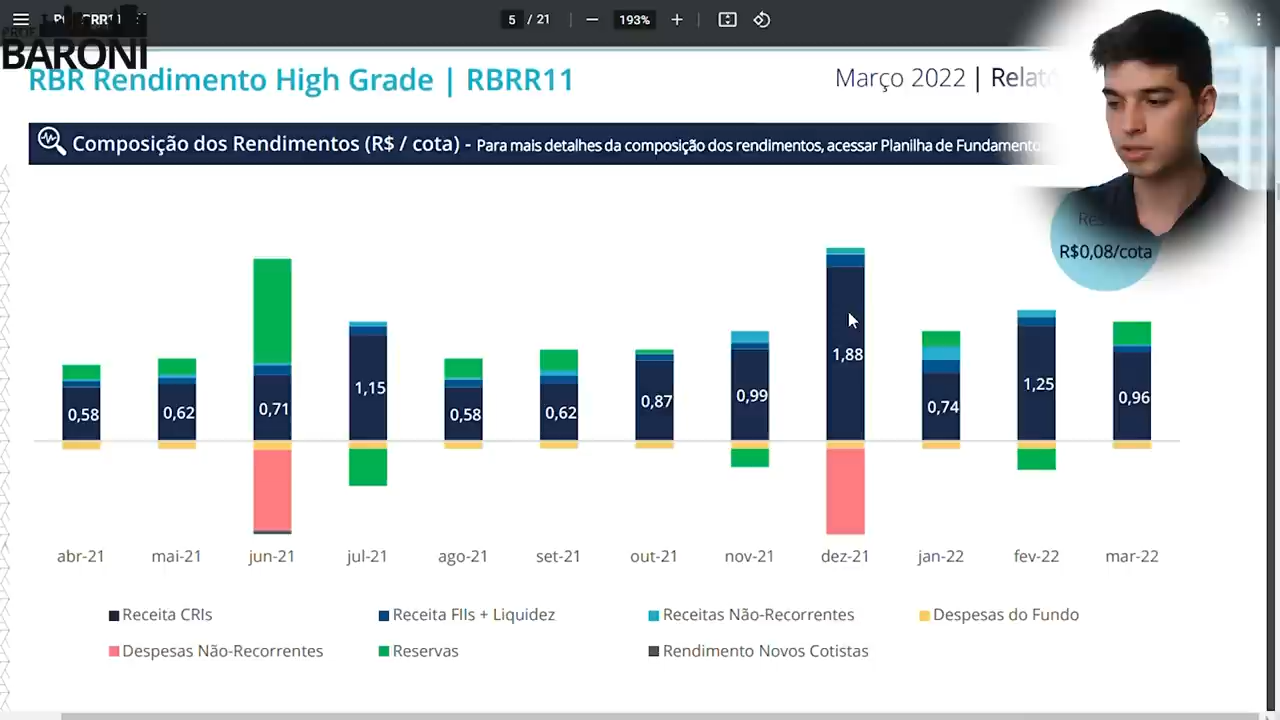 5 / 21
193%
BARONI
RBR Rendimento High Grade | RBRR11
Março 2022 |
Composição dos Rendimentos (R$ / cota) - Para mais detalhes da composição dos rendimentos, acessar Planilha de
R$0,08/cota
0,58
0,62
0,71
1,15
0,58
0,62
0,87
0,99
1,88
0,74
1,25
0,96
abr-21
mai-21
jun-21
jul-21
ago-21
set-21
out-21
nov-21
dez-21
jan-22
fev-22
mar-22
Receita CRIs
Receita FIIs + Liquidez
Receitas Não-Recorrentes
Despesas do Fundo
Despesas Não-Recorrentes
Reservas
Rendimento Novos Cotistas